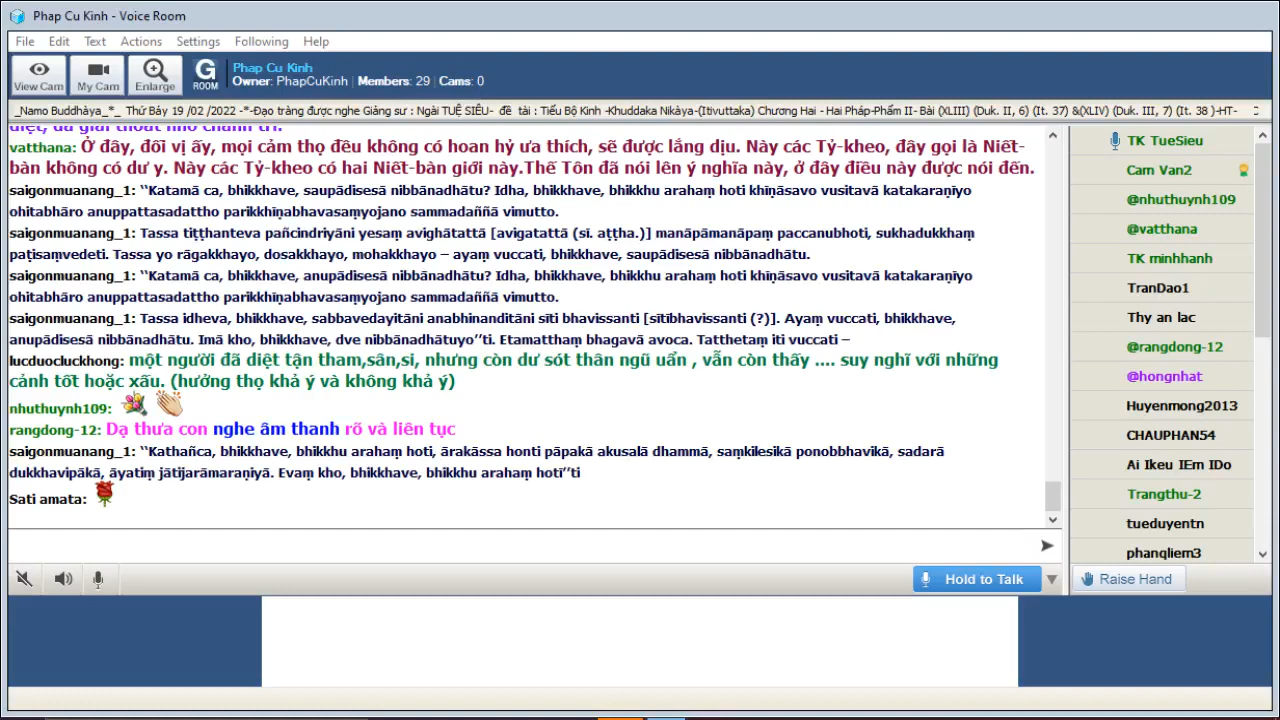 Phap Cu Kinh - Voice Room
File Edit Text Actions Settings Following Help
View Cam
My Cam
Enlarge
G
ROOM
Phap Cu Kinh
Owner: PhapCuKinh | Members: 29 | Cams: 0
_Namo Buddhàya_*_ Thứ Bảy 19 /02 /2022 -*-Đạo tràng được nghe Giảng sư : Ngài TUỆ SIÊU- đề tài : Tiểu Bộ Kinh -Khuddaka Nikàya-(Itivuttaka) Chương Hai - Hai Pháp-Phẩm II- Bài (XLIII) (Duk. II, 6) (It. 37) &(XLIV) (Duk. III, 7) (It. 38 )-HT-
diệt, đã giải thoát nhờ chánh trí.
vatthana: Ở đây, đối vị ấy, mọi cảm thọ đều không có hoan hỷ ưa thích, sẽ được lắng dịu. Này các Tỷ-kheo, đây gọi là Niết-
bàn không có dư y. Này các Tỷ-kheo có hai Niết-bàn giới này.Thế Tôn đã nói lên ý nghĩa này, ở đây điều này được nói đến.
saigonmuanang_1: ‘‘Katamā ca, bhikkhave, saupādisesā nibbānadhātu? Idha, bhikkhave, bhikkhu arahaṃ hoti khīṇāsavo vusitavā katakaraṇīyo
ohitabhāro anuppattasadattho parikkhīṇabhavasaṃyojano sammadaññā vimutto.
saigonmuanang_1: Tassa tiṭṭhanteva pañcindriyāni yesaṃ avighātattā [avigatattā (sī. aṭṭha.)] manāpāmanāpaṃ paccanubhoti, sukhadukkhaṃ
paṭisaṃvedeti. Tassa yo rāgakkhayo, dosakkhayo, mohakkhayo – ayaṃ vuccati, bhikkhave, saupādisesā nibbānadhātu.
saigonmuanang_1: ‘‘Katamā ca, bhikkhave, anupādisesā nibbānadhātu? Idha, bhikkhave, bhikkhu arahaṃ hoti khīṇāsavo vusitavā katakaraṇīyo
ohitabhāro anuppattasadattho parikkhīṇabhavasaṃyojano sammadaññā vimutto.
saigonmuanang_1: Tassa idheva, bhikkhave, sabbavedayitāni anabhinanditāni sīti bhavissanti [sītibhavissanti (?)]. Ayaṃ vuccati, bhikkhave,
anupādisesā nibbānadhātu. Imā kho, bhikkhave, dve nibbānadhātuyo’’ti. Etamatthaṃ bhagavā avoca. Tatthetaṃ iti vuccati –
lucduocluckhong: một người đã diệt tận tham,sân,si, nhưng còn dư sót thân ngũ uẩn , vẫn còn thấy .... suy nghĩ với những
cảnh tốt hoặc xấu. (hưởng thọ khả ý và không khả ý)
nhuthuynh109:
rangdong-12: Dạ thưa con nghe âm thanh rõ và liên tục
saigonmuanang_1: ‘‘Kathañca, bhikkhave, bhikkhu arahaṃ hoti, ārakāssa honti pāpakā akusalā dhammā, saṃkilesikā ponobbhavikā, sadarā
dukkhavipākā, āyatiṃ jātijarāmaraṇiyā. Evaṃ kho, bhikkhave, bhikkhu arahaṃ hoti’’ti
Sati amata:
TK TueSieu
Cam Van2
@nhuthuynh109
@vatthana
TK minhhanh
TranDao1
Thy an lac
@rangdong-12
@hongnhat
Huyenmong2013
CHAUPHAN54
Ai lkeu IEm IDo
Trangthu-2
tueduyentn
phanqliem3
Hold to Talk
Raise Hand